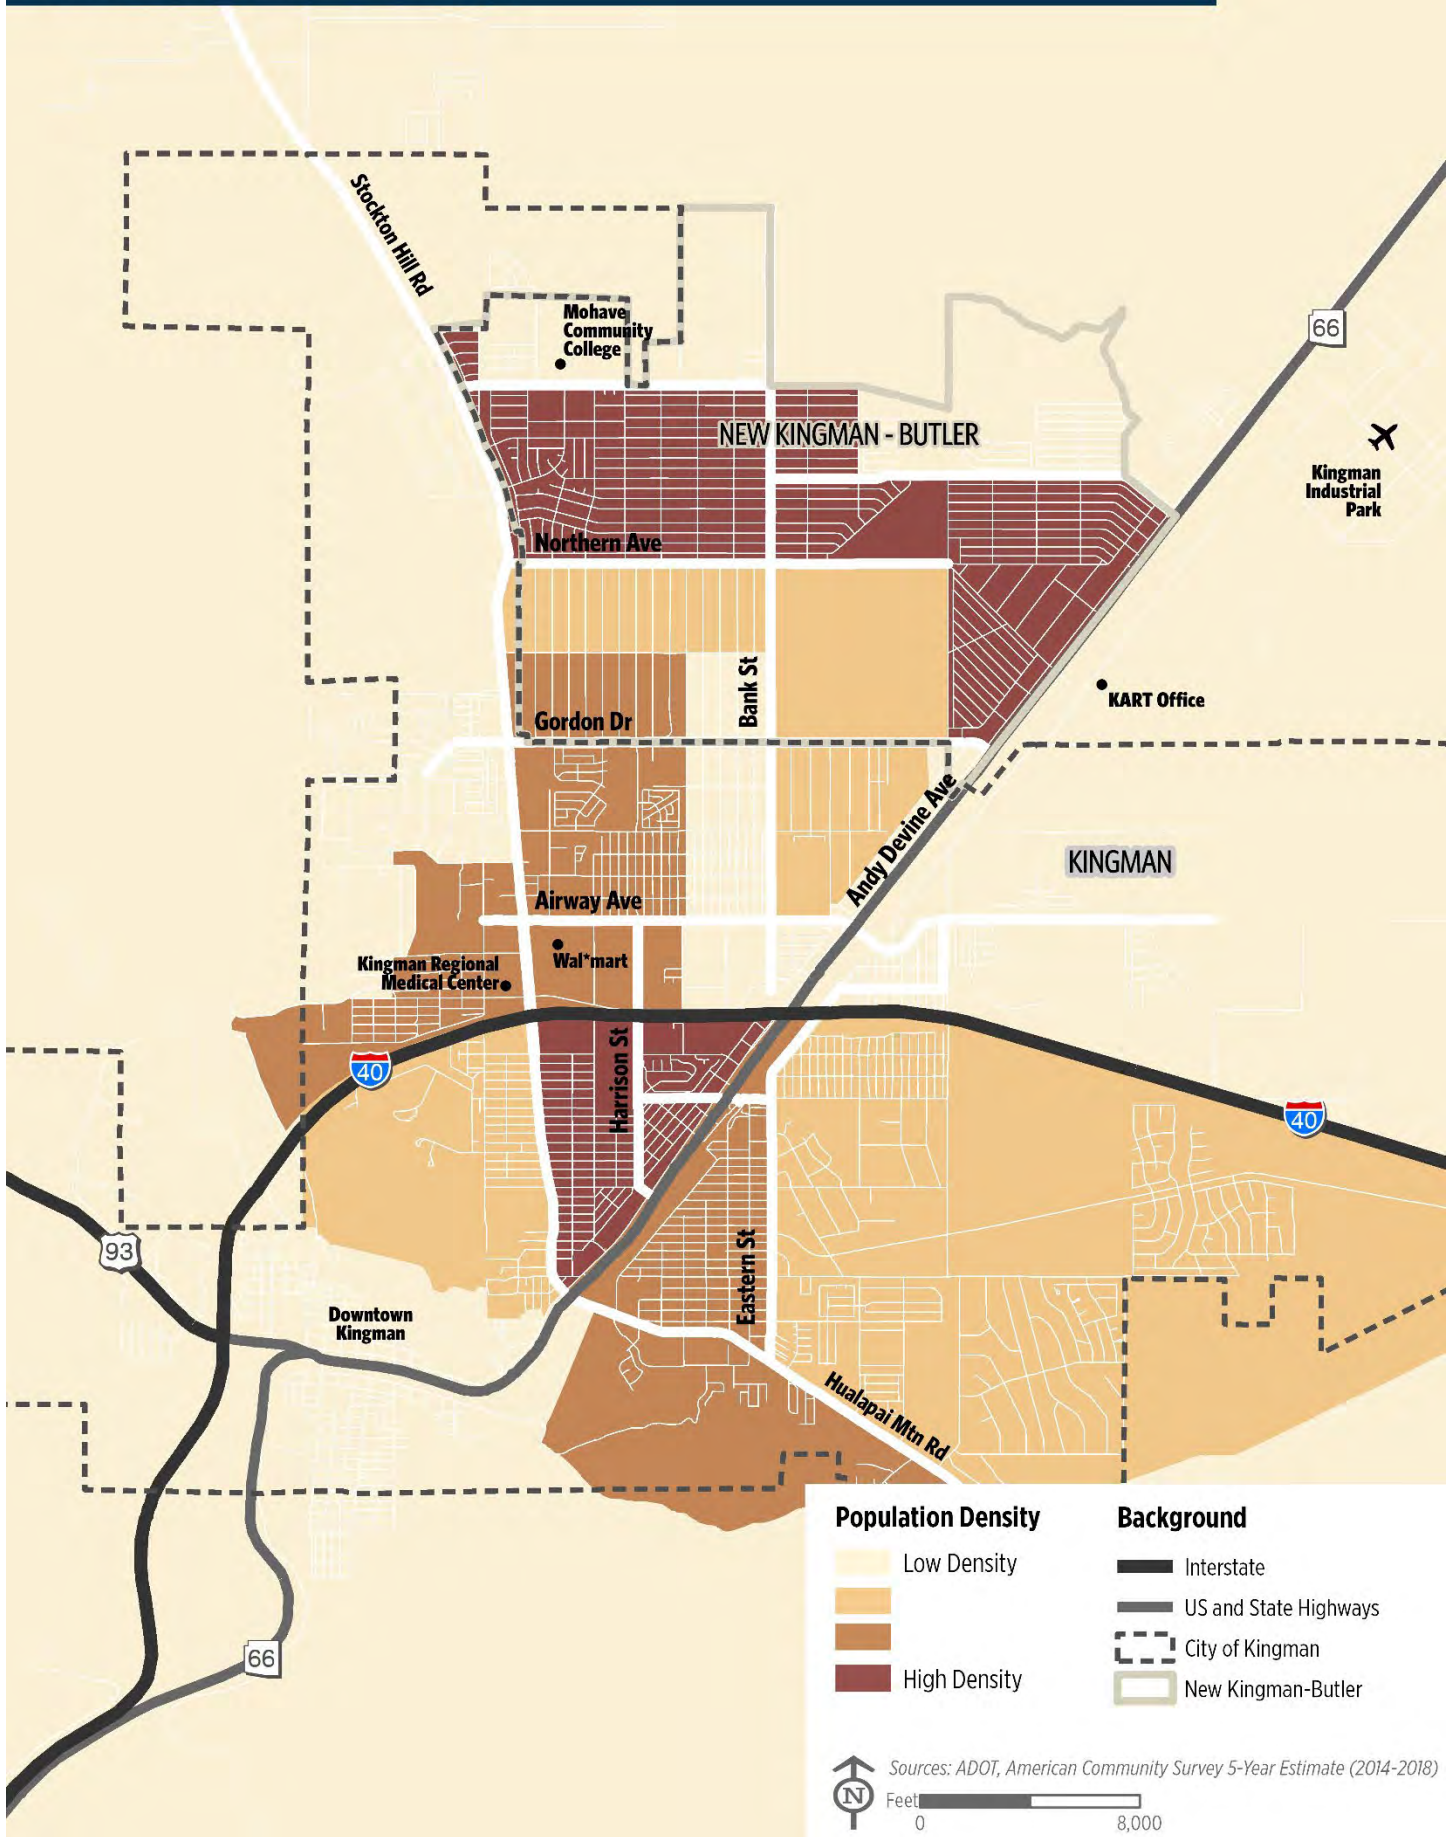 Stockton Hill Rd
Mohave
Community
College
66
NEW KINGMAN - BUTLER
Kingman
Industrial
Park
Northern Ave
Bank St
KART Office
Gordon Dr
Andy Devine Ave
KINGMAN
Airway Ave
Wal*mart
Kingman Regional
Medical Center
Harrison St
40
40
Eastern St
93
Downtown
Kingman
Hualapai Mtn Rd
66
Population Density
Low Density
High Density
Background
Interstate
US and State Highways
City of Kingman
New Kingman-Butler
Sources: ADOT, American Community Survey 5-Year Estimate (2014-2018)
N
Feet
0
8,000